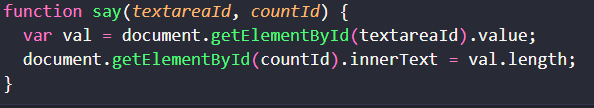 function say(textareaId, countId) {
  var val = document.getElementById(textareaId).value;
  document.getElementById(countId).innerText = val.length;
}